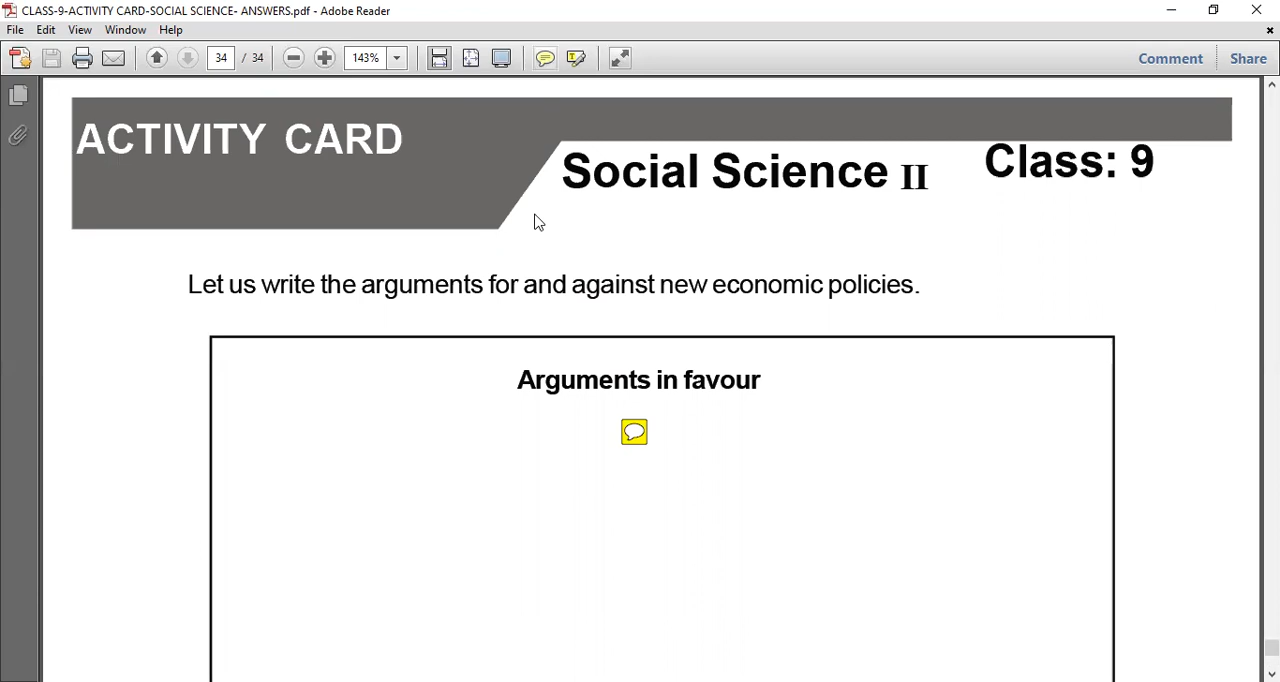 CLASS-9-ACTIVITY CARD-SOCIAL SCIENCE- ANSWERS.pdf - Adobe Reader
File Edit View Window Help
34 / 34 143% Comment Share
ACTIVITY CARD
Social Science II Class: 9
Let us write the arguments for and against new economic policies.
Arguments in favour